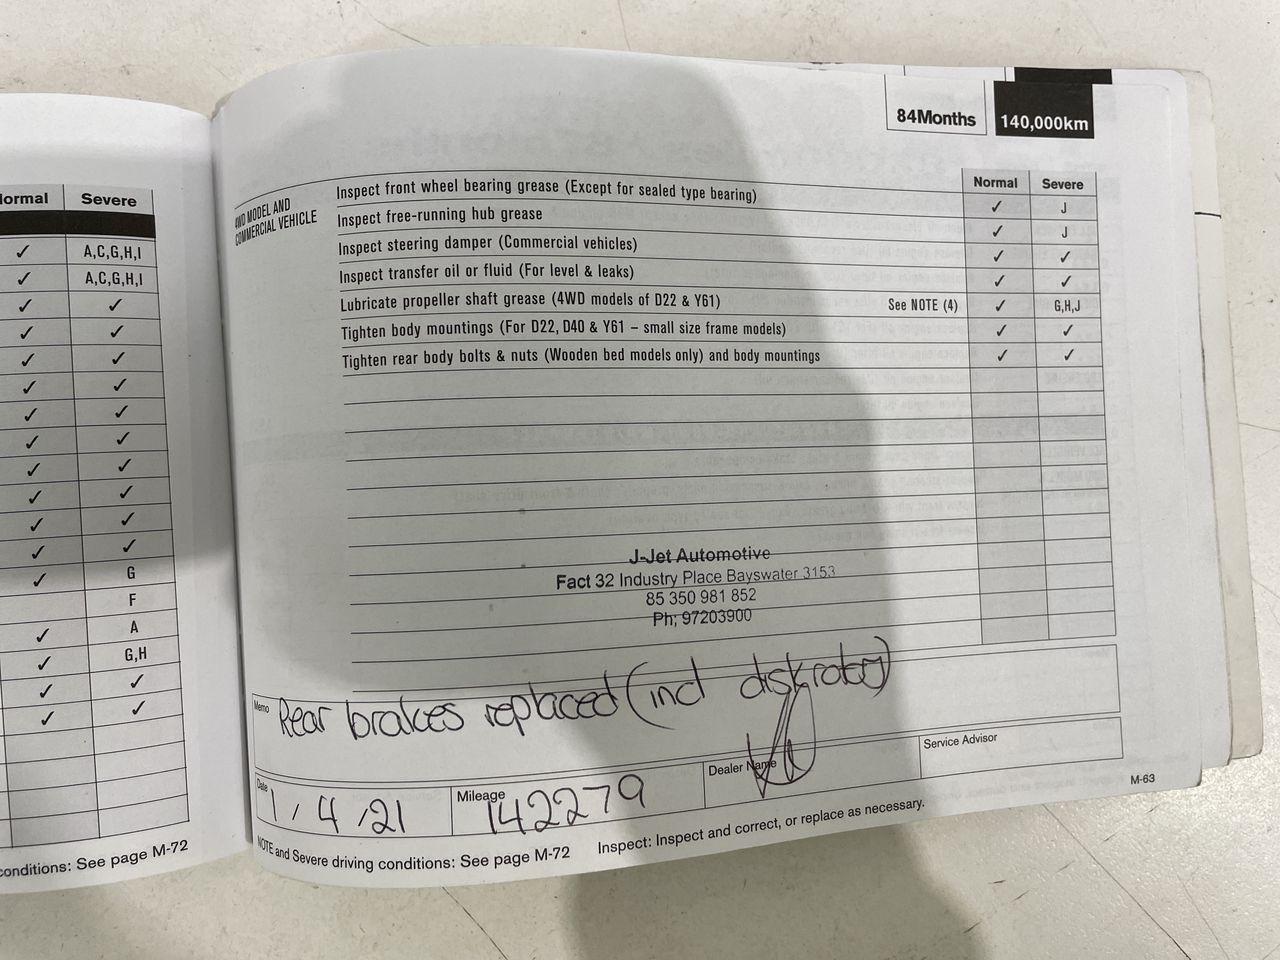 84Months
140,000km
ormal Severe
✓ A,C,G,H,I
✓ A,C,G,H,I
✓ ✓
✓ ✓
✓ ✓
✓ ✓
✓ ✓
✓ ✓
✓ ✓
✓ ✓
✓ ✓
✓ ✓
✓ G
F
✓ A
✓ G,H
✓ ✓
✓ ✓
onditions: See page M-72
Normal Severe
4WD MODEL AND
COMMERCIAL VEHICLE
Inspect front wheel bearing grease (Except for sealed type bearing) ✓ J
Inspect free-running hub grease ✓ J
Inspect steering damper (Commercial vehicles) ✓ ✓
Inspect transfer oil or fluid (For level & leaks) ✓ ✓
Lubricate propeller shaft grease (4WD models of D22 & Y61) See NOTE (4) ✓ G,H,J
Tighten body mountings (For D22, D40 & Y61 – small size frame models) ✓ ✓
Tighten rear body bolts & nuts (Wooden bed models only) and body mountings ✓ ✓
J-Jet Automotive
Fact 32 Industry Place Bayswater 3153
85 350 981 852
Ph; 97203900
Memo Rear brakes replaced (incl disk rotors)
Date 1/4/21 Mileage 142279 Dealer Name Service Advisor
NOTE and Severe driving conditions: See page M-72 Inspect: Inspect and correct, or replace as necessary.
M-63